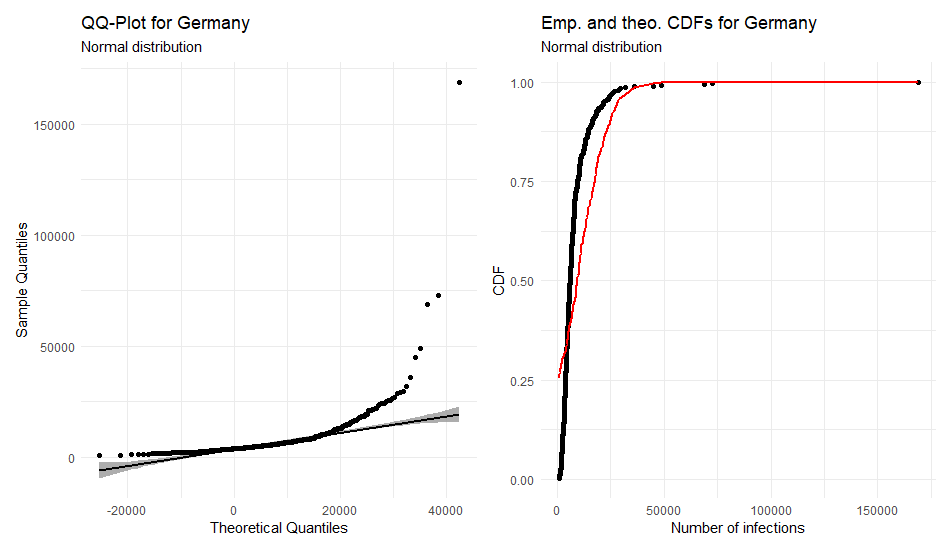 QQ-Plot for Germany
Normal distribution
150000
100000
50000
0
Sample Quantiles
-20000 0 20000 40000
Theoretical Quantiles
Emp. and theo. CDFs for Germany
Normal distribution
1.00
0.75
0.50
0.25
0.00
CDF
0 50000 100000 150000
Number of infections